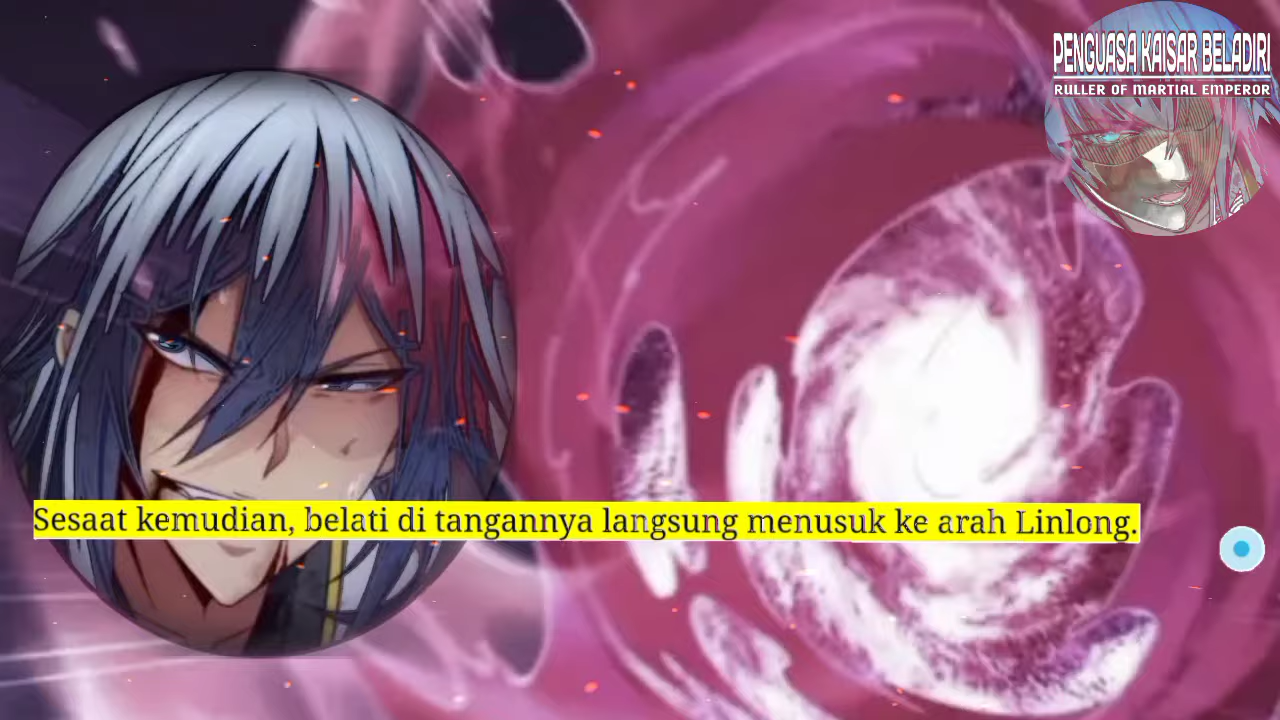 PENGUASA KAISAR BELADIRI
RULLER OF MARTIAL EMPEROR
Sesaat kemudian, belati di tangannya langsung menusuk ke arah Linlong.